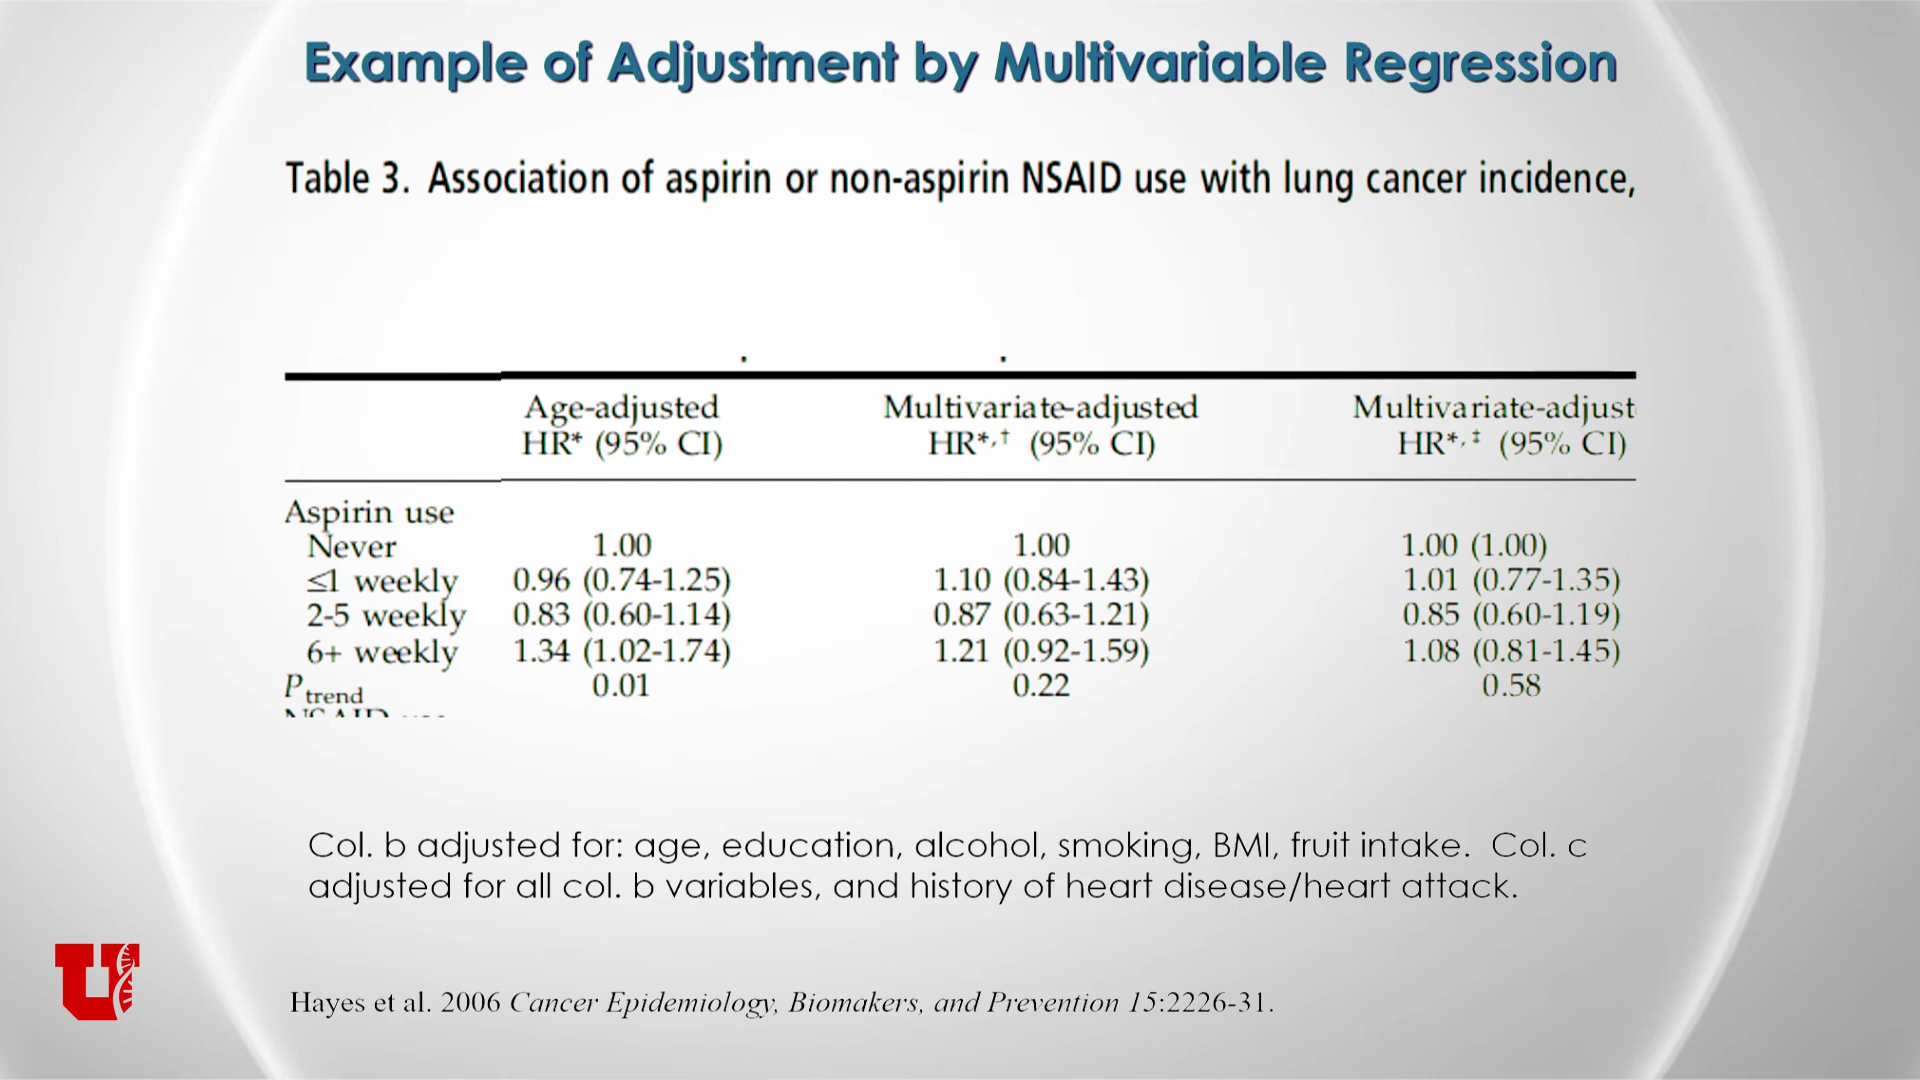 Example of Adjustment by Multivariable Regression
Table 3. Association of aspirin or non-aspirin NSAID use with lung cancer incidence,
Age-adjusted Multivariate-adjusted Multivariate-adjust
HR* (95% CI) HR*,† (95% CI) HR*,‡ (95% CI)
Aspirin use
Never 1.00 1.00 1.00 (1.00)
≤1 weekly 0.96 (0.74-1.25) 1.10 (0.84-1.43) 1.01 (0.77-1.35)
2-5 weekly 0.83 (0.60-1.14) 0.87 (0.63-1.21) 0.85 (0.60-1.19)
6+ weekly 1.34 (1.02-1.74) 1.21 (0.92-1.59) 1.08 (0.81-1.45)
P trend 0.01 0.22 0.58
Col. b adjusted for: age, education, alcohol, smoking, BMI, fruit intake. Col. c
adjusted for all col. b variables, and history of heart disease/heart attack.
U
Hayes et al. 2006 Cancer Epidemiology, Biomakers, and Prevention 15:2226-31.